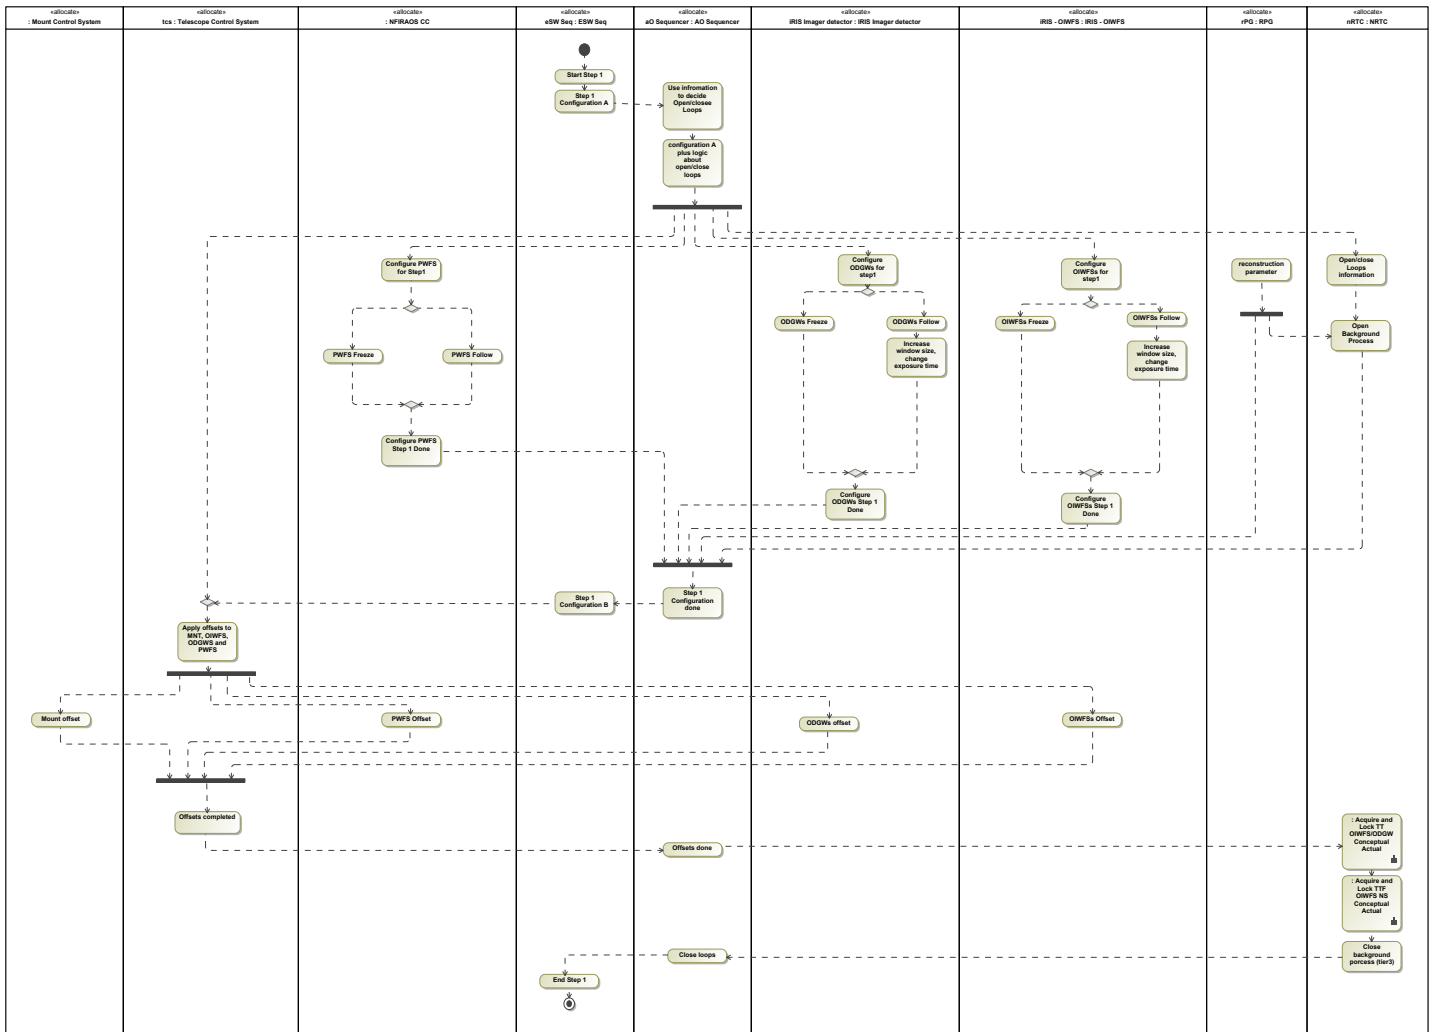 «allocate»
: Mount Control System
«allocate»
tcs : Telescope Control System
«allocate»
: NFIRAOS CC
«allocate»
eSW Seq : ESW Seq
«allocate»
aO Sequencer : AO Sequencer
«allocate»
iRIS Imager detector : IRIS Imager detector
«allocate»
iRIS - OIWFS : IRIS - OIWFS
«allocate»
rPG : RPG
«allocate»
nRTC : NRTC
Start Step 1
Step 1
Configuration A
Use infromation
to decide
Open/closee
Loops
configuration A
plus logic
about
open/close
loops
Configure PWFS
for Step1
Configure
ODGWs for
step1
Configure
OIWFSs for
step1
reconstruction
parameter
Open/close
Loops
information
ODGWs Freeze
ODGWs Follow
OIWFSs Freeze
OIWFSs Follow
Open
Background
Process
PWFS Freeze
PWFS Follow
Increase
window size,
change
exposure time
Increase
window size,
change
exposure time
Configure PWFS
Step 1 Done
Configure
ODGWs Step 1
Done
Configure
OIWFSs Step 1
Done
Step 1
Configuration
done
Step 1
Configuration B
Apply offsets to
MNT, OIWFS,
ODGWS and
PWFS
Mount offset
PWFS Offset
ODGWs offset
OIWFSs Offset
Offsets completed
Offsets done
: Acquire and
Lock TT
OIWFS/ODGW
Conceptual
Actual
: Acquire and
Lock TTF
OIWFS NS
Conceptual
Actual
Close
background
porcess (tier3)
Close loops
End Step 1